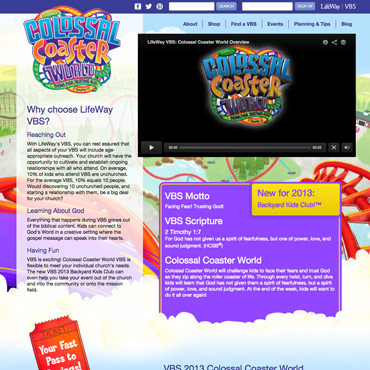 SEARCH
SIGN UP
LifeWay | VBS
About
Shop
Find a VBS
Events
Planning & Tips
Blog
COLOSSAL
COASTER
WORLD
LifeWay VBS: Colossal Coaster World Overview
COLOSSAL
COASTER
WORLD
00:00
03:02
Why choose LifeWay
VBS?
Reaching Out
With LifeWay's VBS, you can rest assured that
all aspects of your VBS will include age-
appropriate outreach. Your church will have the
opportunity to cultivate and establish ongoing
relationships with all who attend. On average,
10% of kids who attend VBS are unchurched.
For the average VBS, 10% equals 10 people.
Would discovering 10 unchurched people, and
starting a relationship with them, be a big deal
for your church?
Learning About God
Everything that happens during VBS grows out
of the biblical content. Kids can connect to
God's Word in a creative setting where the
gospel message can speak into their hearts.
Having Fun
VBS is exciting! Colossal Coaster World VBS is
flexible to meet your individual church's needs.
The new VBS 2013 Backyard Kids Club can
even help you take your event out of the church
and into the community or onto the mission
field.
VBS Motto
Facing Fear! Trusting God!
New for 2013:
Backyard Kids Club!™
VBS Scripture
2 Timothy 1:7
For God has not given us a spirit of fearfulness, but one of power, love, and
sound judgment. (HCSB®)
Colossal Coaster World
Colossal Coaster World will challenge kids to face their fears and trust God
as they zip along the roller coaster of life. Through every twist, turn, and dive
kids will learn that God has not given them a spirit of fearfulness, but a spirit
of power, love, and sound judgment. At the end of the week, kids will want to
do it all over again!
TICKET
Your Fast
Pass to
VBS 2013 Colossal Coaster World